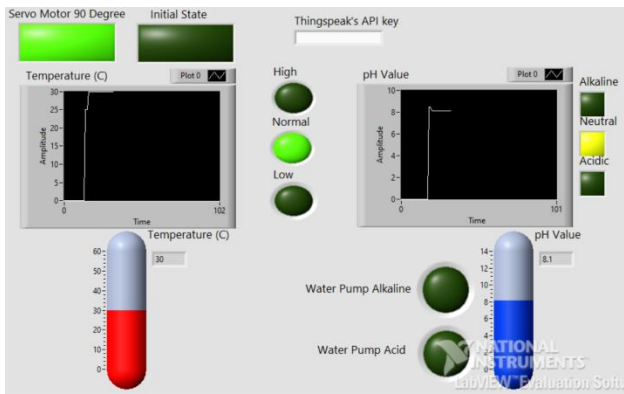 Servo Motor 90 Degree
Initial State
Thingspeak's API key
Temperature (C)
Plot 0
30-
25-
20-
15-
10-
5-
0-
Amplitude
0
102
Time
High
Normal
Low
pH Value
Plot 0
10-
8-
6-
4-
2-
0-
Amplitude
0
101
Time
Alkaline
Neutral
Acidic
Temperature (C)
30
60-
50-
40-
30-
20-
10-
0-
Water Pump Alkaline
Water Pump Acid
pH Value
8.1
14-
12-
10-
8-
6-
4-
2-
0-
NATIONAL
INSTRUMENTS
LabVIEW™ Evaluation Soft